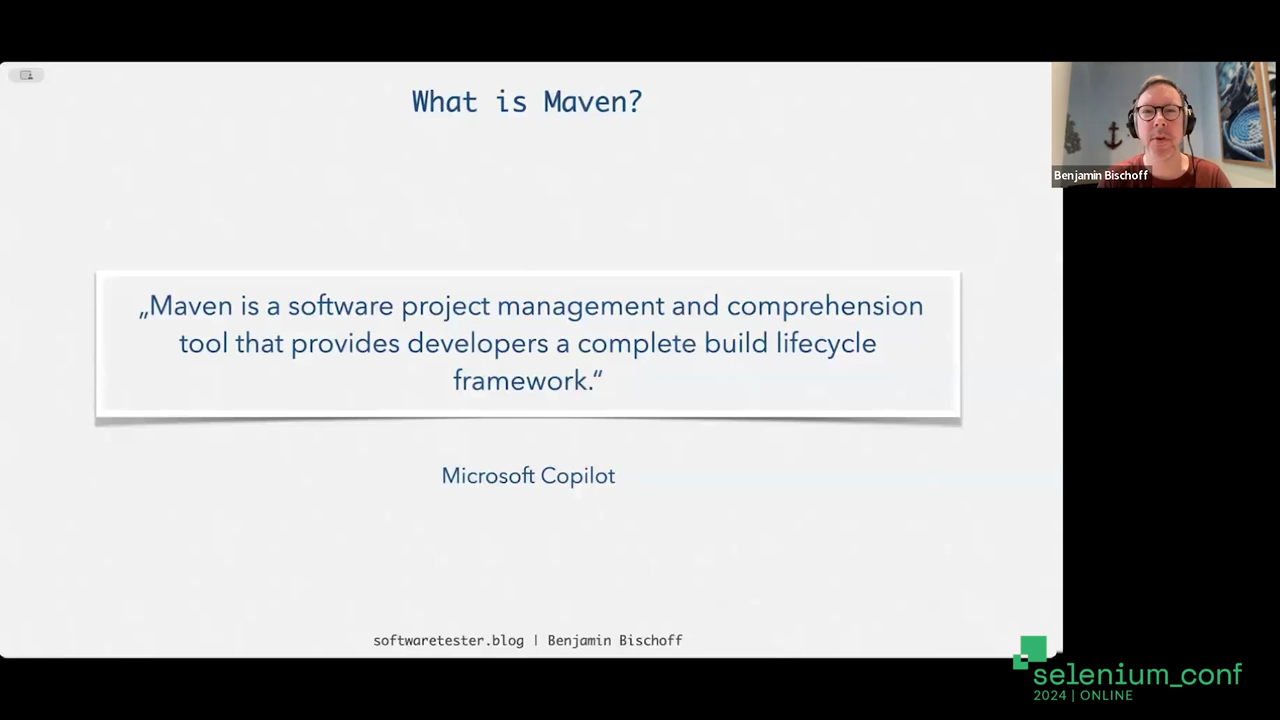 What is Maven?
Benjamin Bischoff
„Maven is a software project management and comprehension
tool that provides developers a complete build lifecycle
framework.“
Microsoft Copilot
softwaretester.blog | Benjamin Bischoff
selenium_conf
2024 | ONLINE